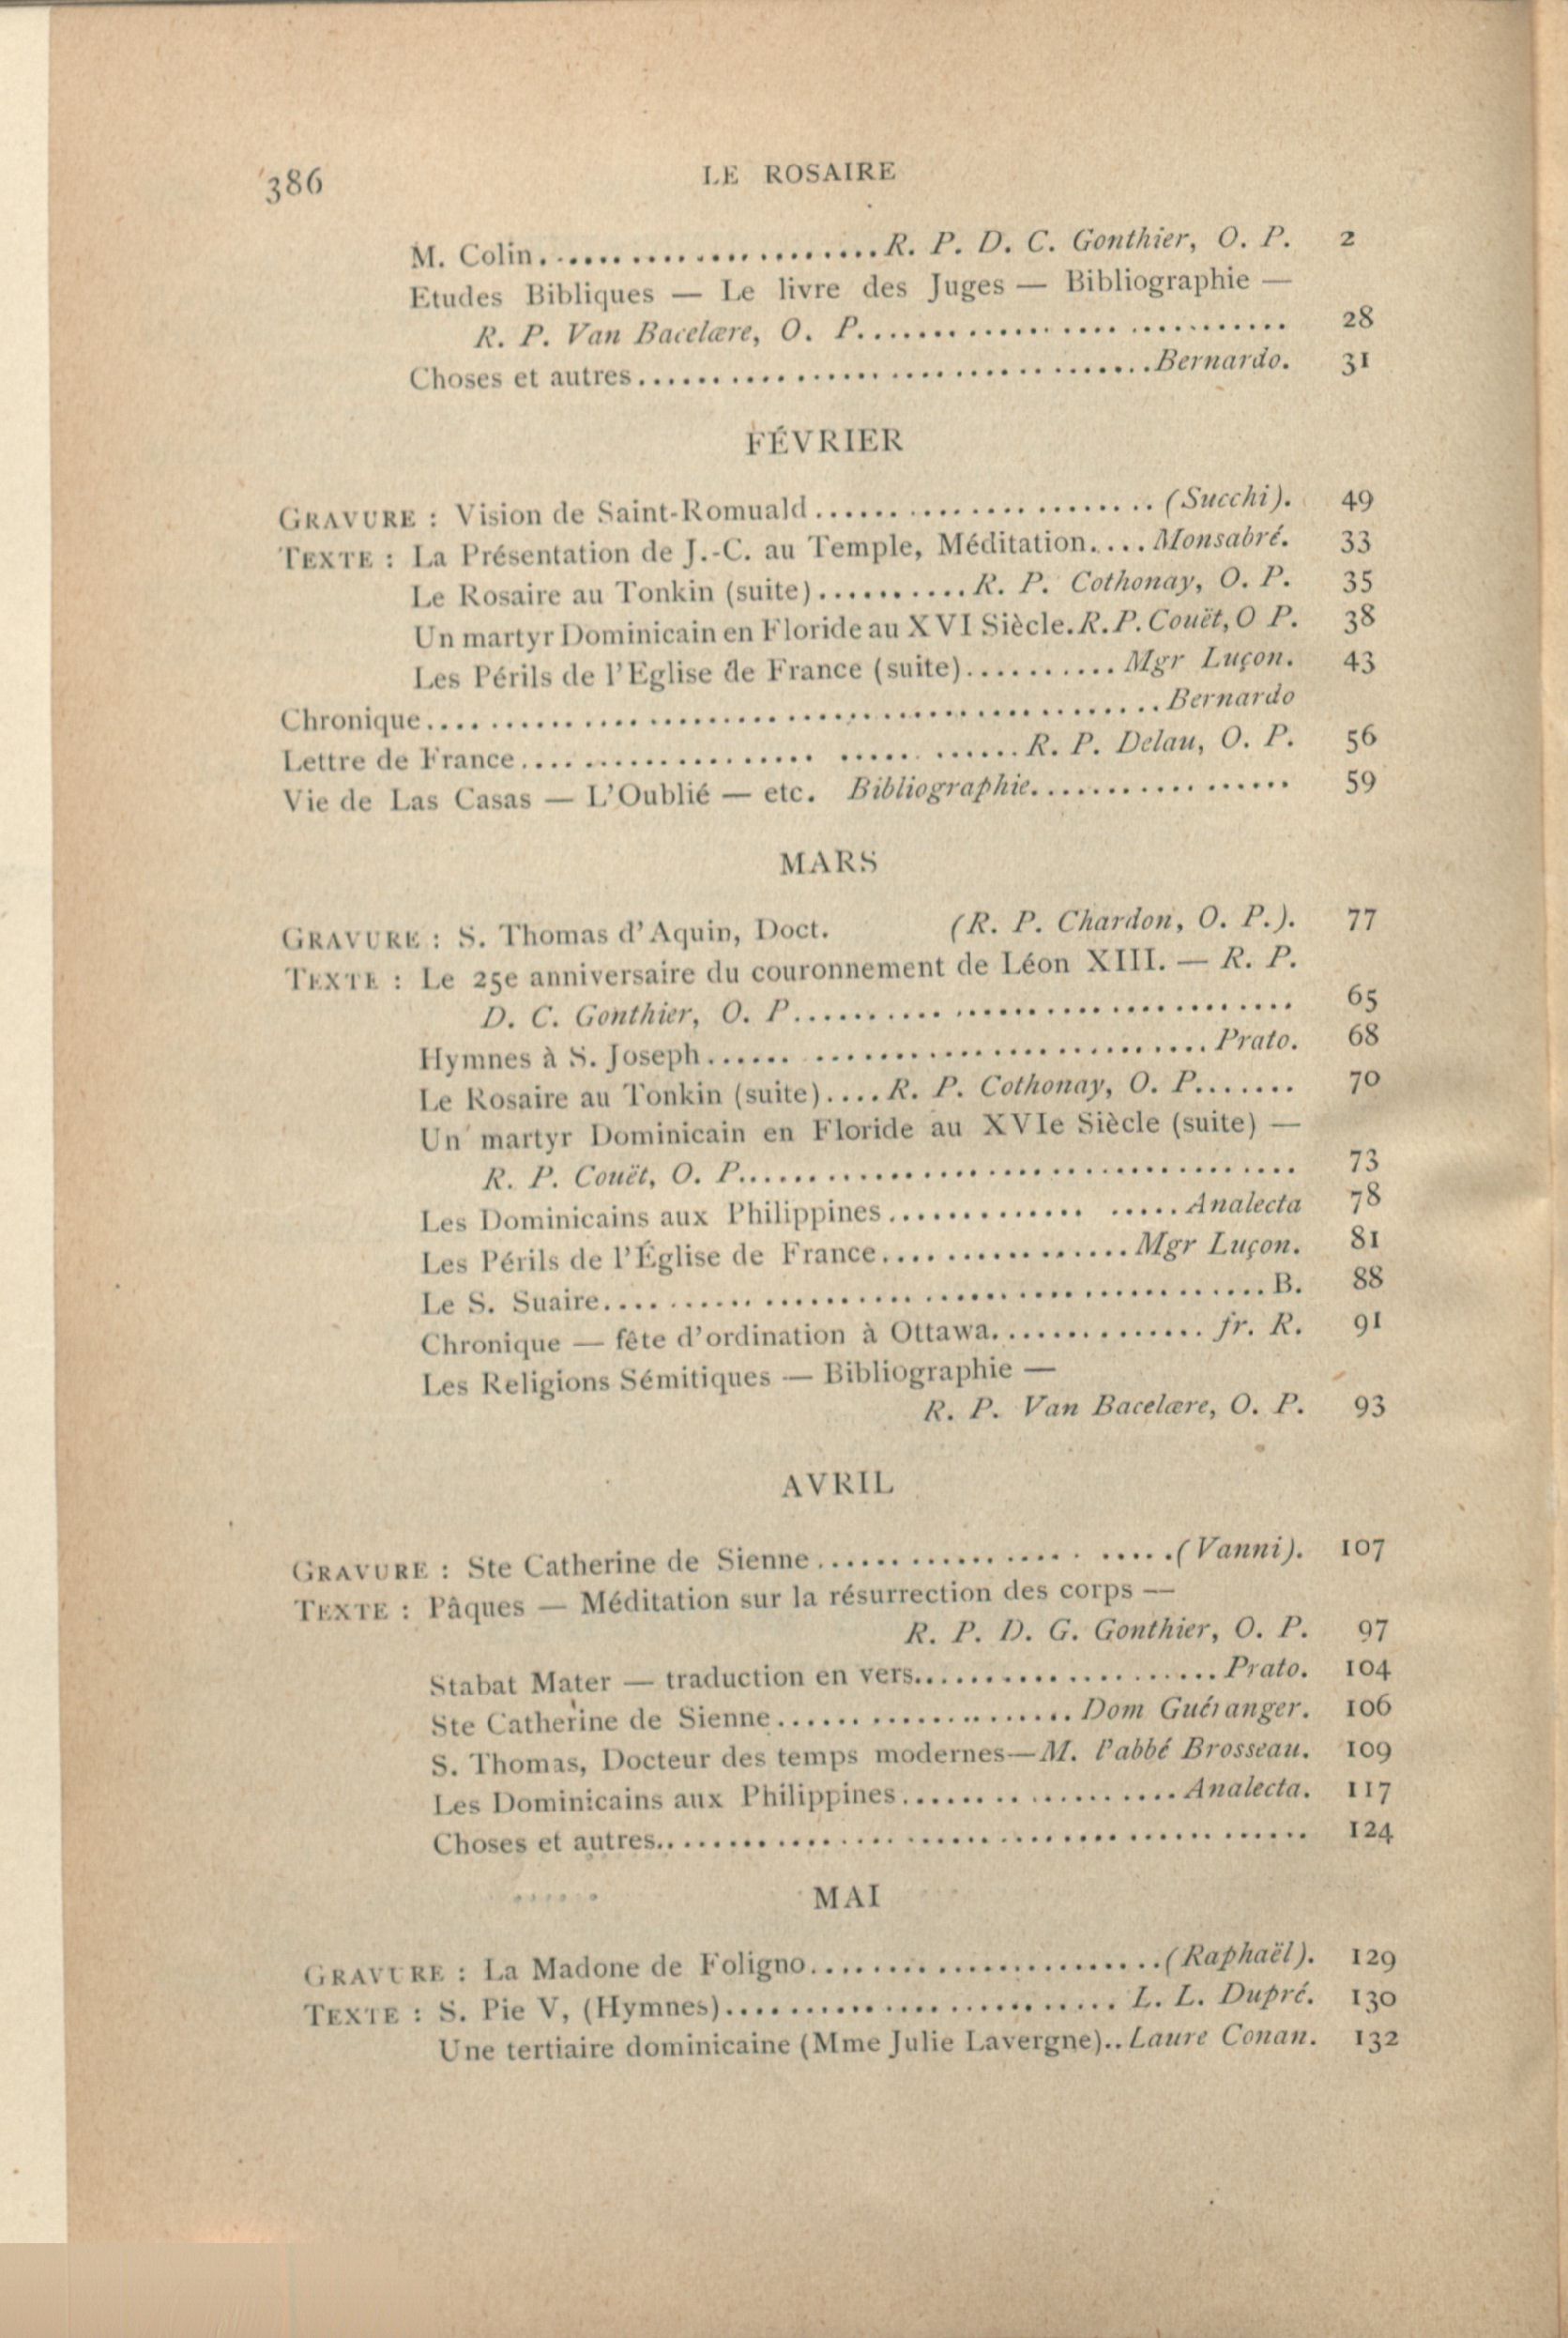 386 LE ROSAIRE
M. Colin......................R. P. D. C. Gonthier, O. P. 2
Etudes Bibliques — Le livre des Juges — Bibliographie —
R. P. Van Bacelære, O. P............................ 28
Choses et autres.................................Bernardo. 31
FÉVRIER
GRAVURE : Vision de Saint-Romuald......................(Succhi). 49
TEXTE : La Présentation de J.-C. au Temple, Méditation....Monsabré. 33
Le Rosaire au Tonkin (suite)..........R. P. Cothonay, O. P. 35
Un martyr Dominicain en Floride au XVI Siècle.R. P. Couët, O P. 38
Les Périls de l'Eglise de France (suite)..........Mgr Luçon. 43
Chronique...............................................Bernardo
Lettre de France.................. ..... ......R. P. Delau, O. P. 56
Vie de Las Casas — L'Oublié — etc. Bibliographie................. 59
MARS
GRAVURE : S. Thomas d'Aquin, Doct. (R. P. Chardon, O. P.). 77
TEXTE : Le 25e anniversaire du couronnement de Léon XIII. — R. P.
D. C. Gonthier, O. P................................ 65
Hymnes à S. Joseph...... .........................Prato. 68
Le Rosaire au Tonkin (suite)....R. P. Cothonay, O. P....... 70
Un martyr Dominicain en Floride au XVIe Siècle (suite) —
R. P. Couët, O. P.................................... 73
Les Dominicains aux Philippines............. .....Analecta 78
Les Périls de l'Église de France................Mgr Luçon. 81
Le S. Suaire...........................................B. 88
Chronique — fête d'ordination à Ottawa..............fr. R. 91
Les Religions Sémitiques — Bibliographie —
R. P. Van Bacelære, O. P. 93
AVRIL
GRAVURE : Ste Catherine de Sienne................. .....(Vanni). 107
TEXTE : Pâques — Méditation sur la résurrection des corps —
R. P. D. G. Gonthier, O. P. 97
Stabat Mater — traduction en vers....................Prato. 104
Ste Catherine de Sienne...................Dom Guéranger. 106
S. Thomas, Docteur des temps modernes—M. l'abbé Brosseau. 109
Les Dominicains aux Philippines..................Analecta. 117
Choses et autres.......................................... 124
MAI
GRAVURE : La Madone de Foligno.......................(Raphaël). 129
TEXTE : S. Pie V, (Hymnes).......................... L. L. Dupré. 130
Une tertiaire dominicaine (Mme Julie Lavergne)..Laure Conan. 132